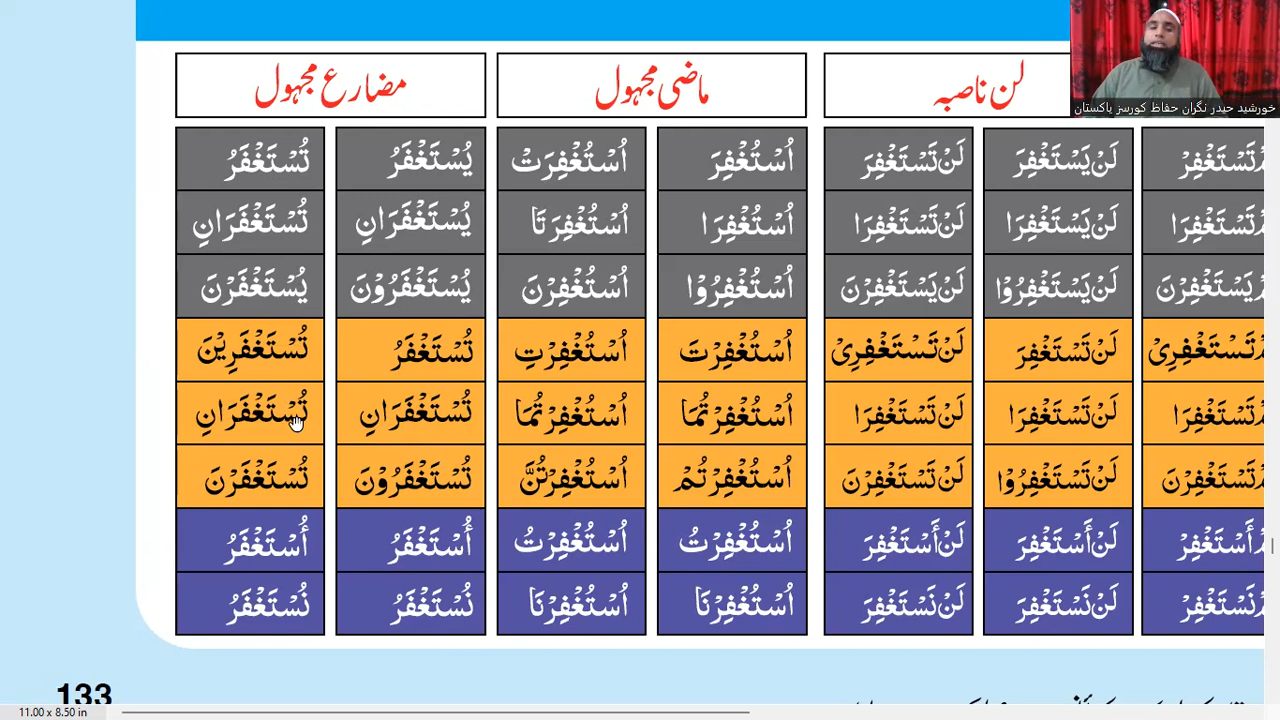 لن ناصبہ ماضی مجہول مضارع مجہول
خورشید حیدر نگران حفاظ کورسز پاکستان
تَسْتَغْفِرْ لَنْ يَسْتَغْفِرَ لَنْ تَسْتَغْفِرَ اُسْتُغْفِرَ اُسْتُغْفِرَتْ يُسْتَغْفَرُ تُسْتَغْفَرُ
تَسْتَغْفِرَا لَنْ يَسْتَغْفِرَا لَنْ تَسْتَغْفِرَا اُسْتُغْفِرَا اُسْتُغْفِرَتَا يُسْتَغْفَرَانِ تُسْتَغْفَرَانِ
يَسْتَغْفِرْنَ لَنْ يَسْتَغْفِرُوْا لَنْ يَسْتَغْفِرْنَ اُسْتُغْفِرُوْا اُسْتُغْفِرْنَ يُسْتَغْفَرُوْنَ يُسْتَغْفَرْنَ
تَسْتَغْفِرِىْ لَنْ تَسْتَغْفِرَ لَنْ تَسْتَغْفِرِىْ اُسْتُغْفِرْتَ اُسْتُغْفِرْتِ تُسْتَغْفَرُ تُسْتَغْفَرِيْنَ
تَسْتَغْفِرَا لَنْ تَسْتَغْفِرَا لَنْ تَسْتَغْفِرَا اُسْتُغْفِرْتُمَا اُسْتُغْفِرْتُمَا تُسْتَغْفَرَانِ تُسْتَغْفَرَانِ
تَسْتَغْفِرْنَ لَنْ تَسْتَغْفِرُوْا لَنْ تَسْتَغْفِرْنَ اُسْتُغْفِرْتُمْ اُسْتُغْفِرْتُنَّ تُسْتَغْفَرُوْنَ تُسْتَغْفَرْنَ
أَسْتَغْفِرْ لَنْ أَسْتَغْفِرَ لَنْ أَسْتَغْفِرَ اُسْتُغْفِرْتُ اُسْتُغْفِرْتُ أُسْتَغْفَرُ أُسْتَغْفَرُ
نَسْتَغْفِرْ لَنْ نَسْتَغْفِرَ لَنْ نَسْتَغْفِرَ اُسْتُغْفِرْنَا اُسْتُغْفِرْنَا نُسْتَغْفَرُ نُسْتَغْفَرُ
133
11.00 x 8.50 in